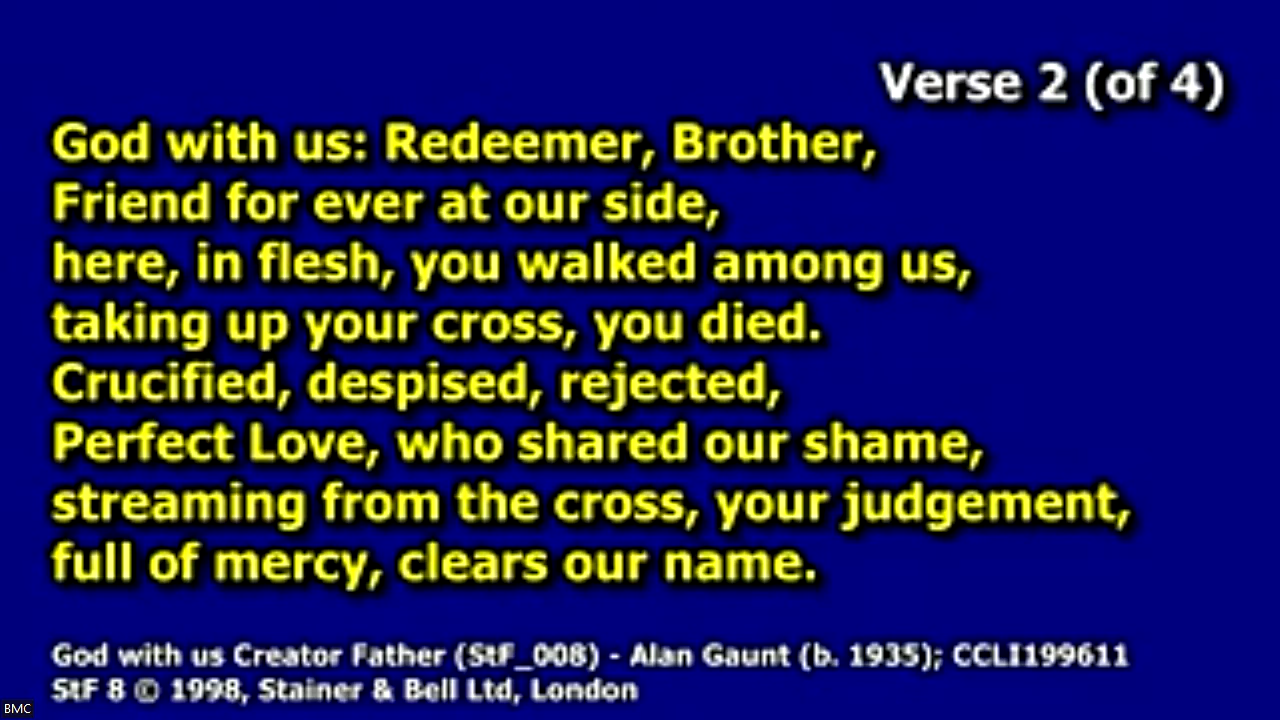 Verse 2 (of 4)
God with us: Redeemer, Brother,
Friend for ever at our side,
here, in flesh, you walked among us,
taking up your cross, you died.
Crucified, despised, rejected,
Perfect Love, who shared our shame,
streaming from the cross, your judgement,
full of mercy, clears our name.
God with us Creator Father (StF_008) - Alan Gaunt (b. 1935); CCLI199611
StF 8 © 1998, Stainer & Bell Ltd, London
BMC